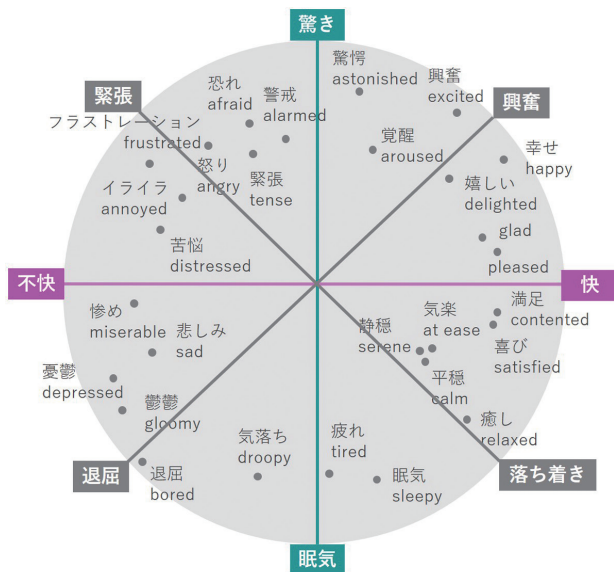 驚き
驚愕
astonished
興奮
excited
恐れ
afraid
警戒
alarmed
緊張
興奮
フラストレーション
frustrated
覚醒
aroused
幸せ
happy
怒り
angry
緊張
tense
イライラ
annoyed
嬉しい
delighted
苦悩
distressed
glad
pleased
不快
快
惨め
miserable
悲しみ
sad
静穏
serene
気楽
at ease
満足
contented
喜び
satisfied
平穏
calm
憂鬱
depressed
鬱鬱
gloomy
癒し
relaxed
気落ち
droopy
疲れ
tired
退屈
退屈
bored
眠気
sleepy
落ち着き
眠気